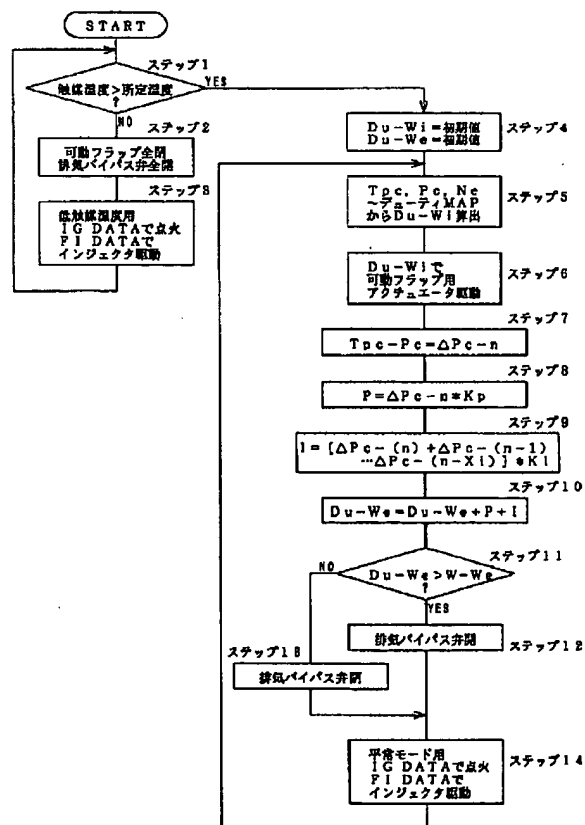 START
ステップ1
触媒温度>所定温度
?
YES
NO
ステップ2
可動フラップ全閉
排気バイパス弁全閉
ステップ3
低触媒温度用
IG DATAで点火
FI DATAで
インジェクタ駆動
Du-Wi=初期値
Du-We=初期値
ステップ4
Tpc, Pc, Ne
~デューティMAP
からDu-Wi算出
ステップ5
Du-Wiで
可動フラップ用
アクチュエータ駆動
ステップ6
ステップ7
Tpc-Pc=△Pc-n
ステップ8
P=△Pc-n*Kp
ステップ9
I=[△Pc-(n)+△Pc-(n-1)
…△Pc-(n-Xi)]*Ki
ステップ10
Du-We=Du-We+P+I
ステップ11
Du-We>W-We
?
NO
YES
排気バイパス弁
ステップ12
ステップ13
排気バイパス弁
平常モード用
IG DATAで点火
FI DATAで
インジェクタ駆動
ステップ14